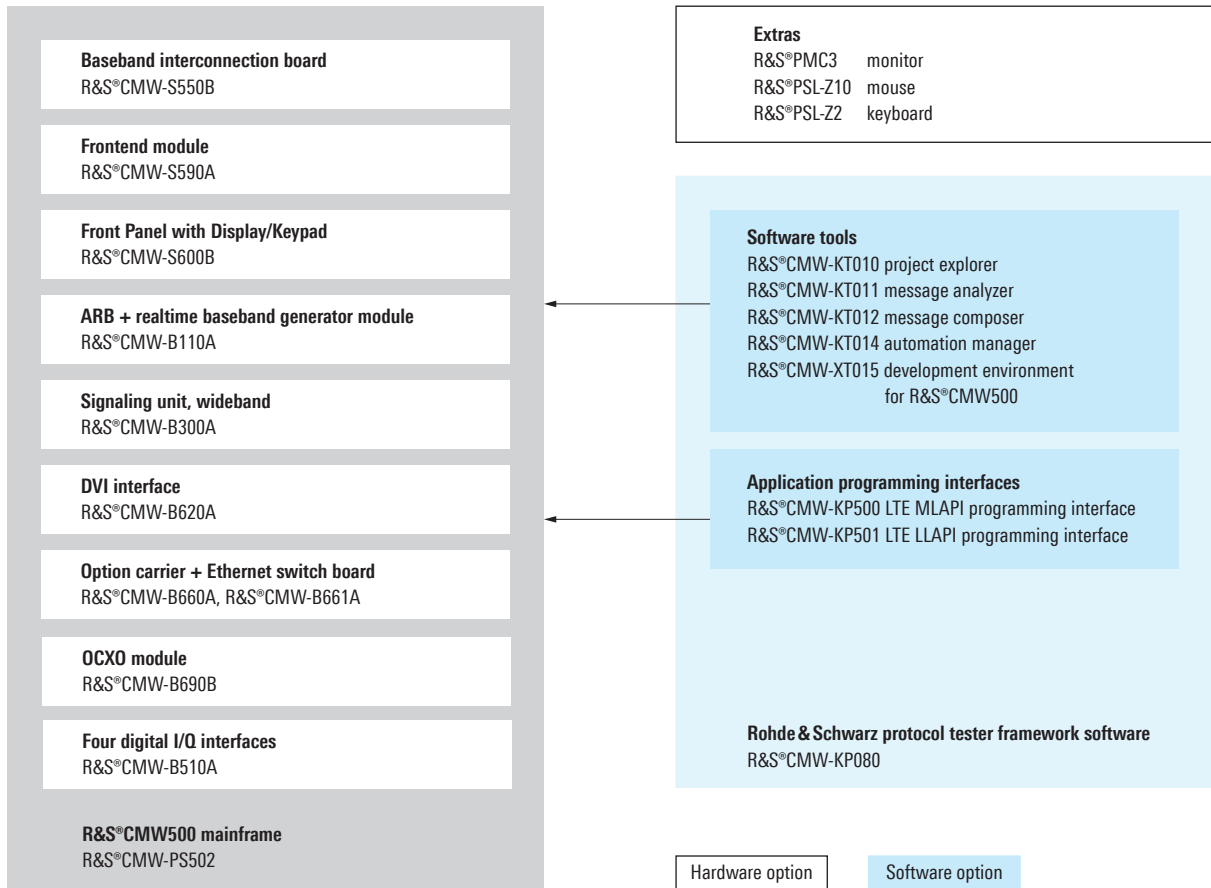 Baseband interconnection board
R&S®CMW-S550B
Frontend module
R&S®CMW-S590A
Front Panel with Display/Keypad
R&S®CMW-S600B
ARB + realtime baseband generator module
R&S®CMW-B110A
Signaling unit, wideband
R&S®CMW-B300A
DVI interface
R&S®CMW-B620A
Option carrier + Ethernet switch board
R&S®CMW-B660A, R&S®CMW-B661A
OCXO module
R&S®CMW-B690B
Four digital I/Q interfaces
R&S®CMW-B510A
R&S®CMW500 mainframe
R&S®CMW-PS502
Extras
R&S®PMC3 monitor
R&S®PSL-Z10 mouse
R&S®PSL-Z2 keyboard
Software tools
R&S®CMW-KT010 project explorer
R&S®CMW-KT011 message analyzer
R&S®CMW-KT012 message composer
R&S®CMW-KT014 automation manager
R&S®CMW-XT015 development environment
for R&S®CMW500
Application programming interfaces
R&S®CMW-KP500 LTE MLAPI programming interface
R&S®CMW-KP501 LTE LLAPI programming interface
Rohde & Schwarz protocol tester framework software
R&S®CMW-KP080
Hardware option
Software option